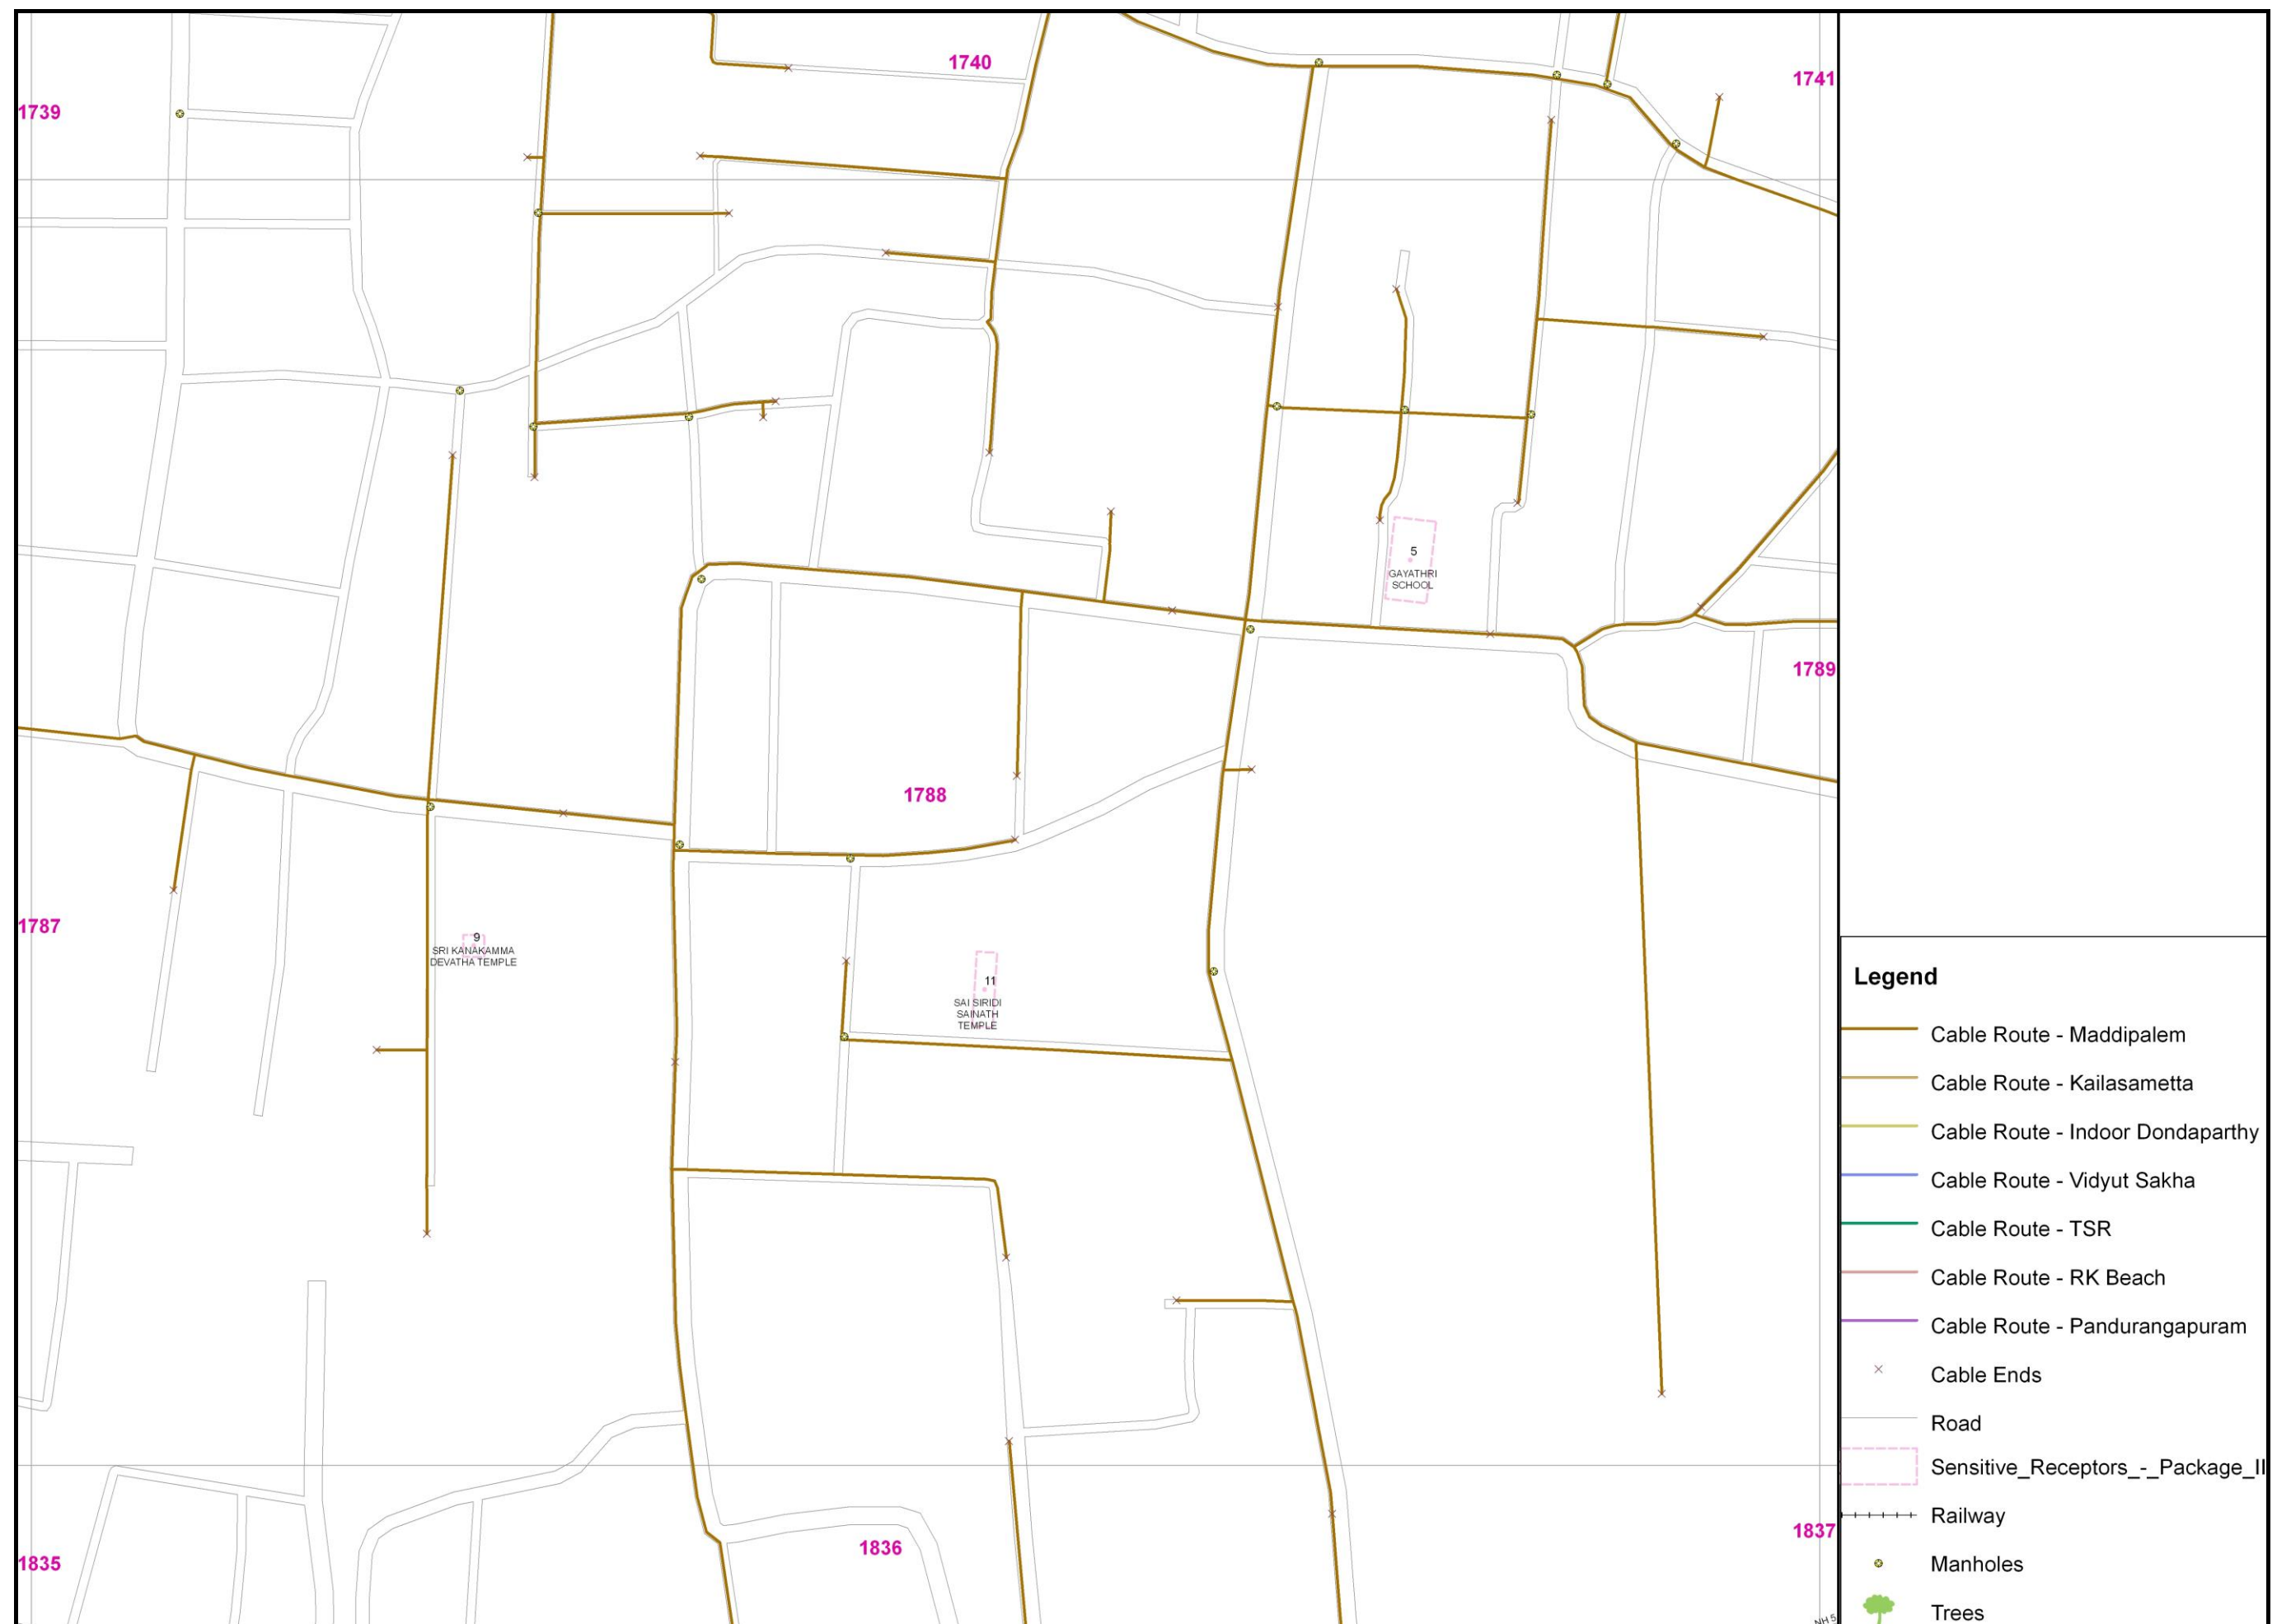 1740
1741
1739
5
GAYATHRI
SCHOOL
1789
1788
1787
9
SRI KANAKAMMA
DEVATHA TEMPLE
11
SAI SIRIDI
SAINATH
TEMPLE
1837
1836
1835
NH 5
Legend
Cable Route - Maddipalem
Cable Route - Kailasametta
Cable Route - Indoor Dondaparthy
Cable Route - Vidyut Sakha
Cable Route - TSR
Cable Route - RK Beach
Cable Route - Pandurangapuram
Cable Ends
Road
Sensitive_Receptors_-_Package_II
Railway
Manholes
Trees